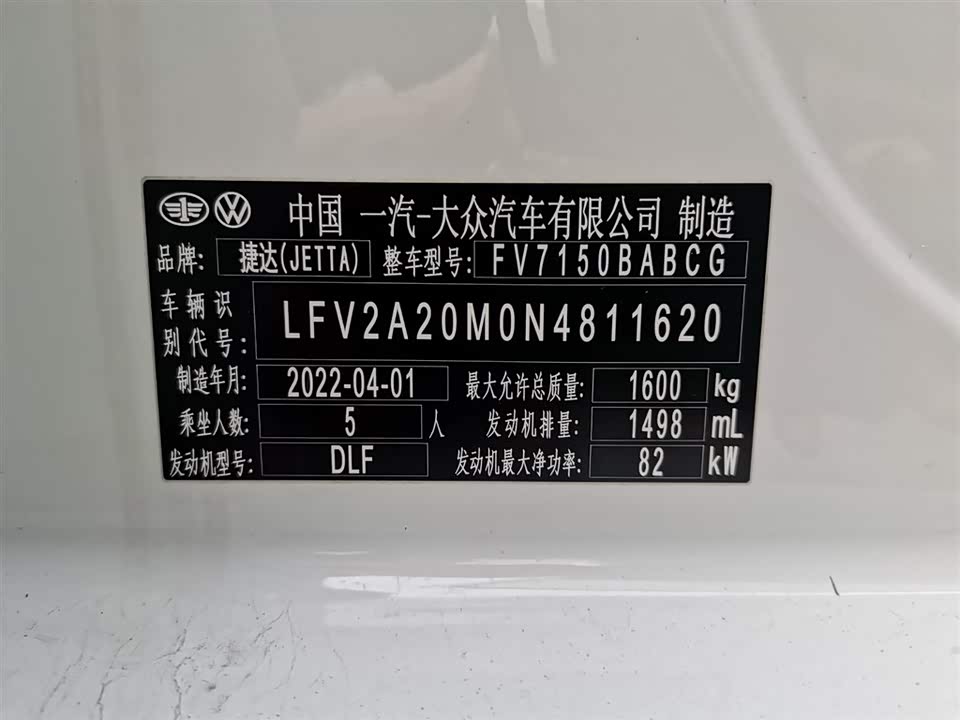 中国 一汽-大众汽车有限公司 制造
品牌: 捷达(JETTA) 整车型号: FV7150BABCG
车辆识别代号: LFV2A20M0N4811620
制造年月: 2022-04-01 最大允许总质量: 1600 kg
乘坐人数: 5 人 发动机排量: 1498 mL
发动机型号: DLF 发动机最大净功率: 82 kW